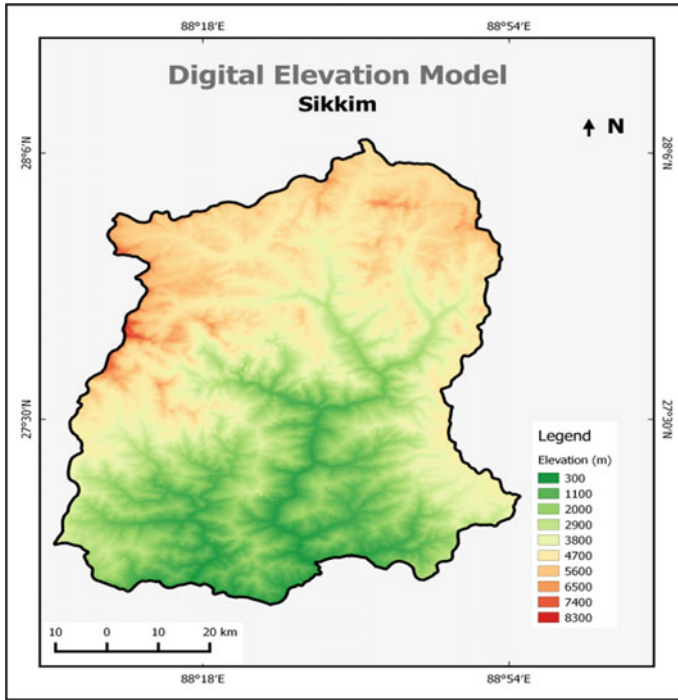 88°18′E 88°54′E
Digital Elevation Model
Sikkim
N
28°6′N 28°6′N
27°30′N 27°30′N
Legend
Elevation (m)
300
1100
2000
2900
3800
4700
5600
6500
7400
8300
10 0 10 20 km
88°18′E 88°54′E